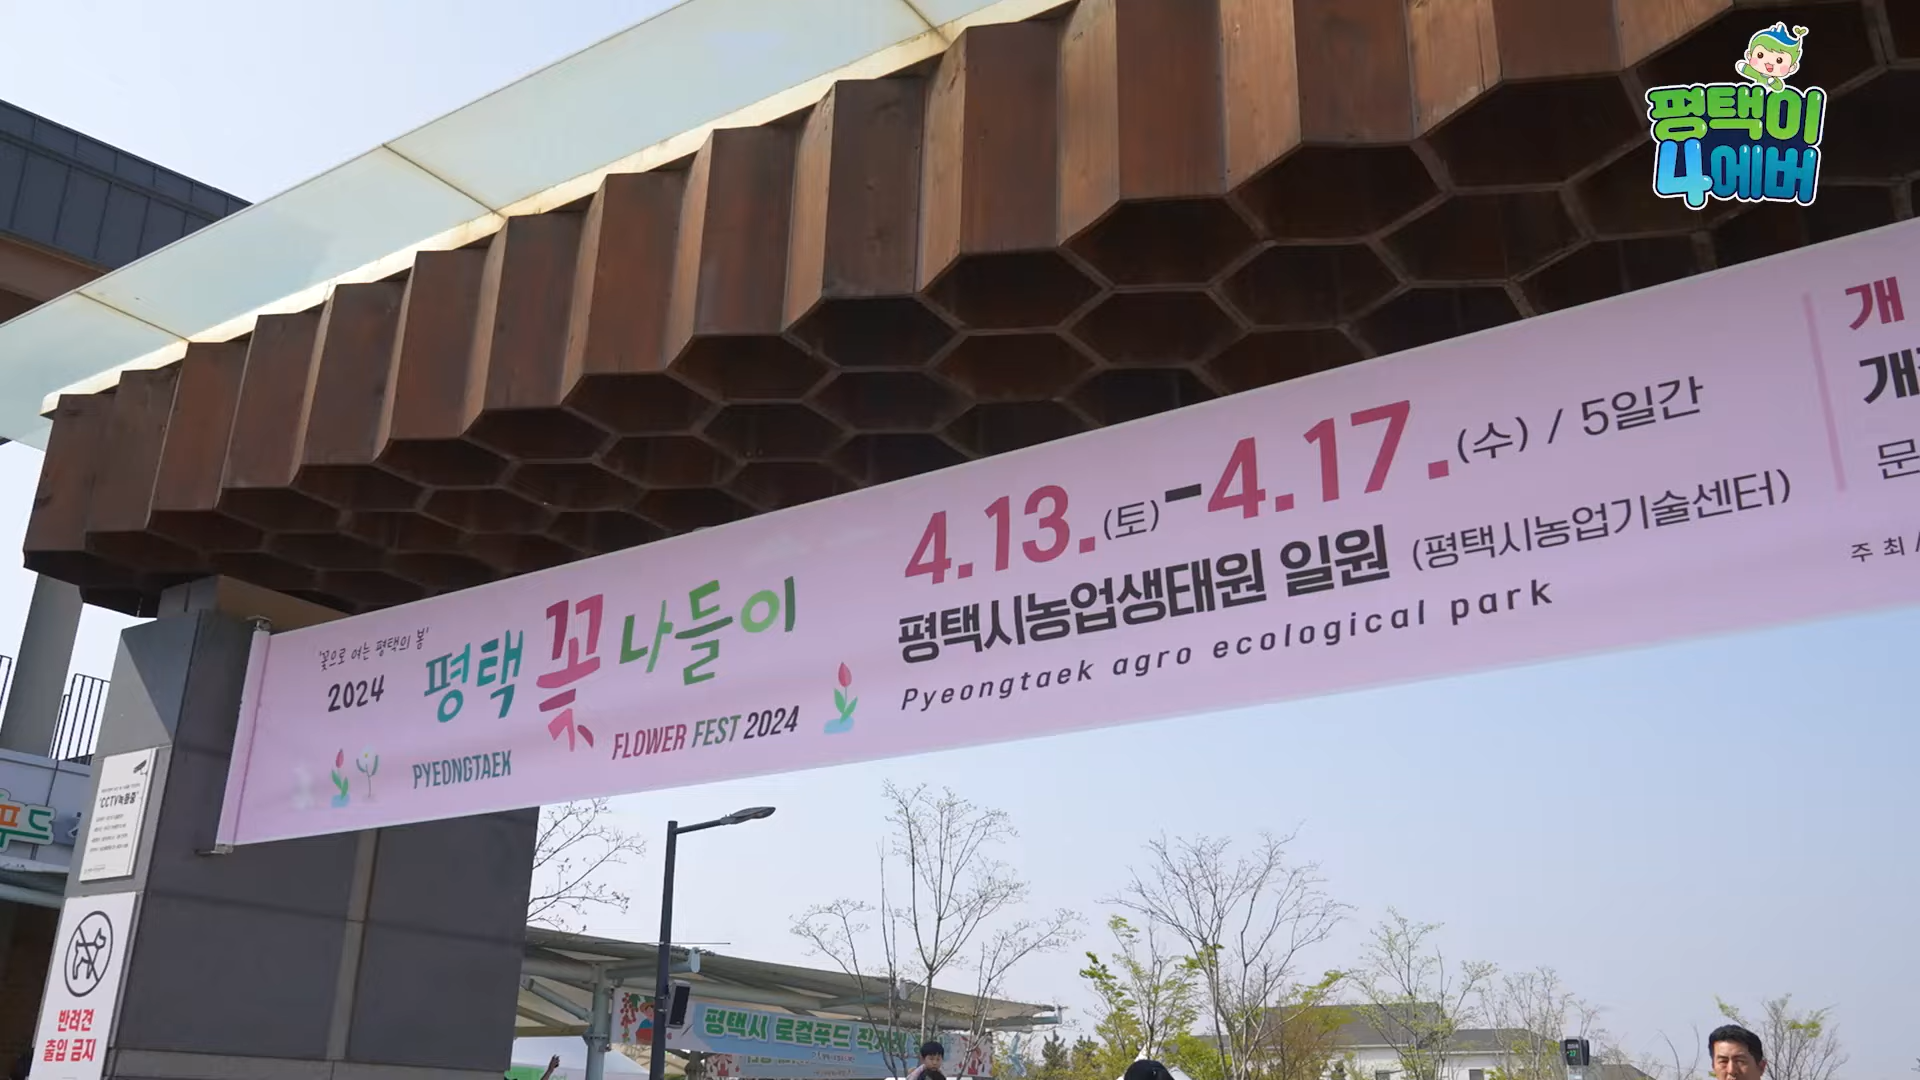 평택이
4에버
'꽃으로 여는 평택의 봄'
2024 평택 꽃나들이
PYEONGTAEK FLOWER FEST 2024
4.13.(토)-4.17.(수) / 5일간
평택시농업생태원 일원 (평택시농업기술센터)
Pyeongtaek agro ecological park
개
주 최 /
푸드
'CCTV녹화중'
반려견
출입 금지
평택시 로컬푸드